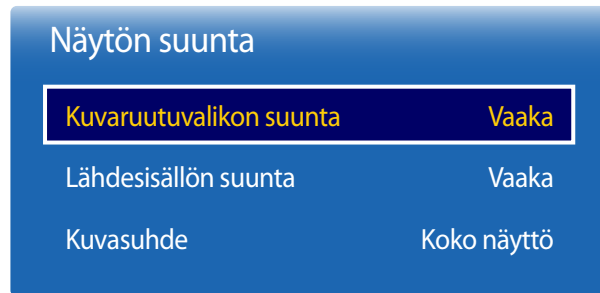 Näytön suunta
Kuvaruutuvalikon suunta Vaaka
Lähdesisällön suunta Vaaka
Kuvasuhde Koko näyttö